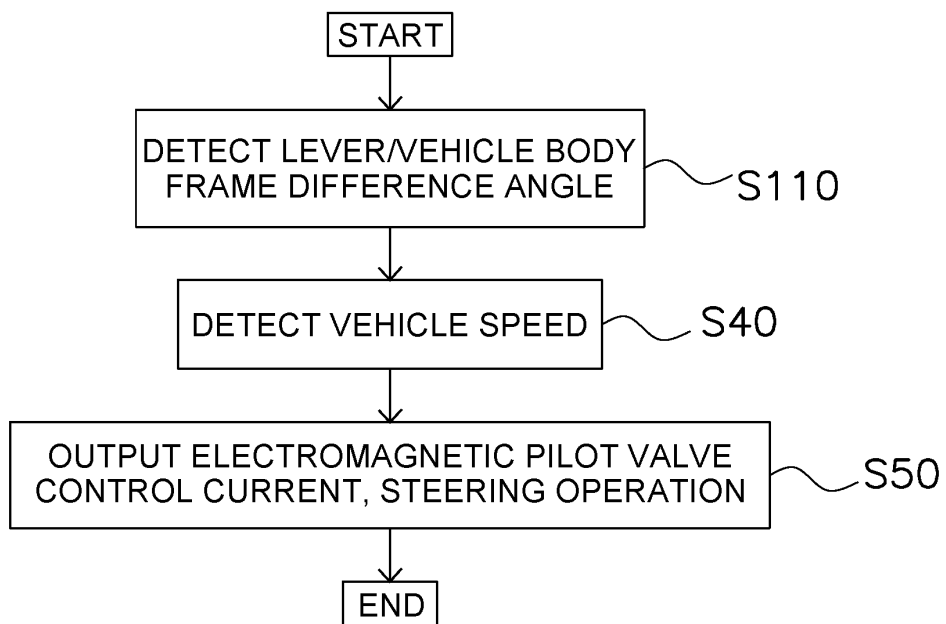 START
DETECT LEVER/VEHICLE BODY
FRAME DIFFERENCE ANGLE
S110
DETECT VEHICLE SPEED
S40
OUTPUT ELECTROMAGNETIC PILOT VALVE
CONTROL CURRENT, STEERING OPERATION
S50
END